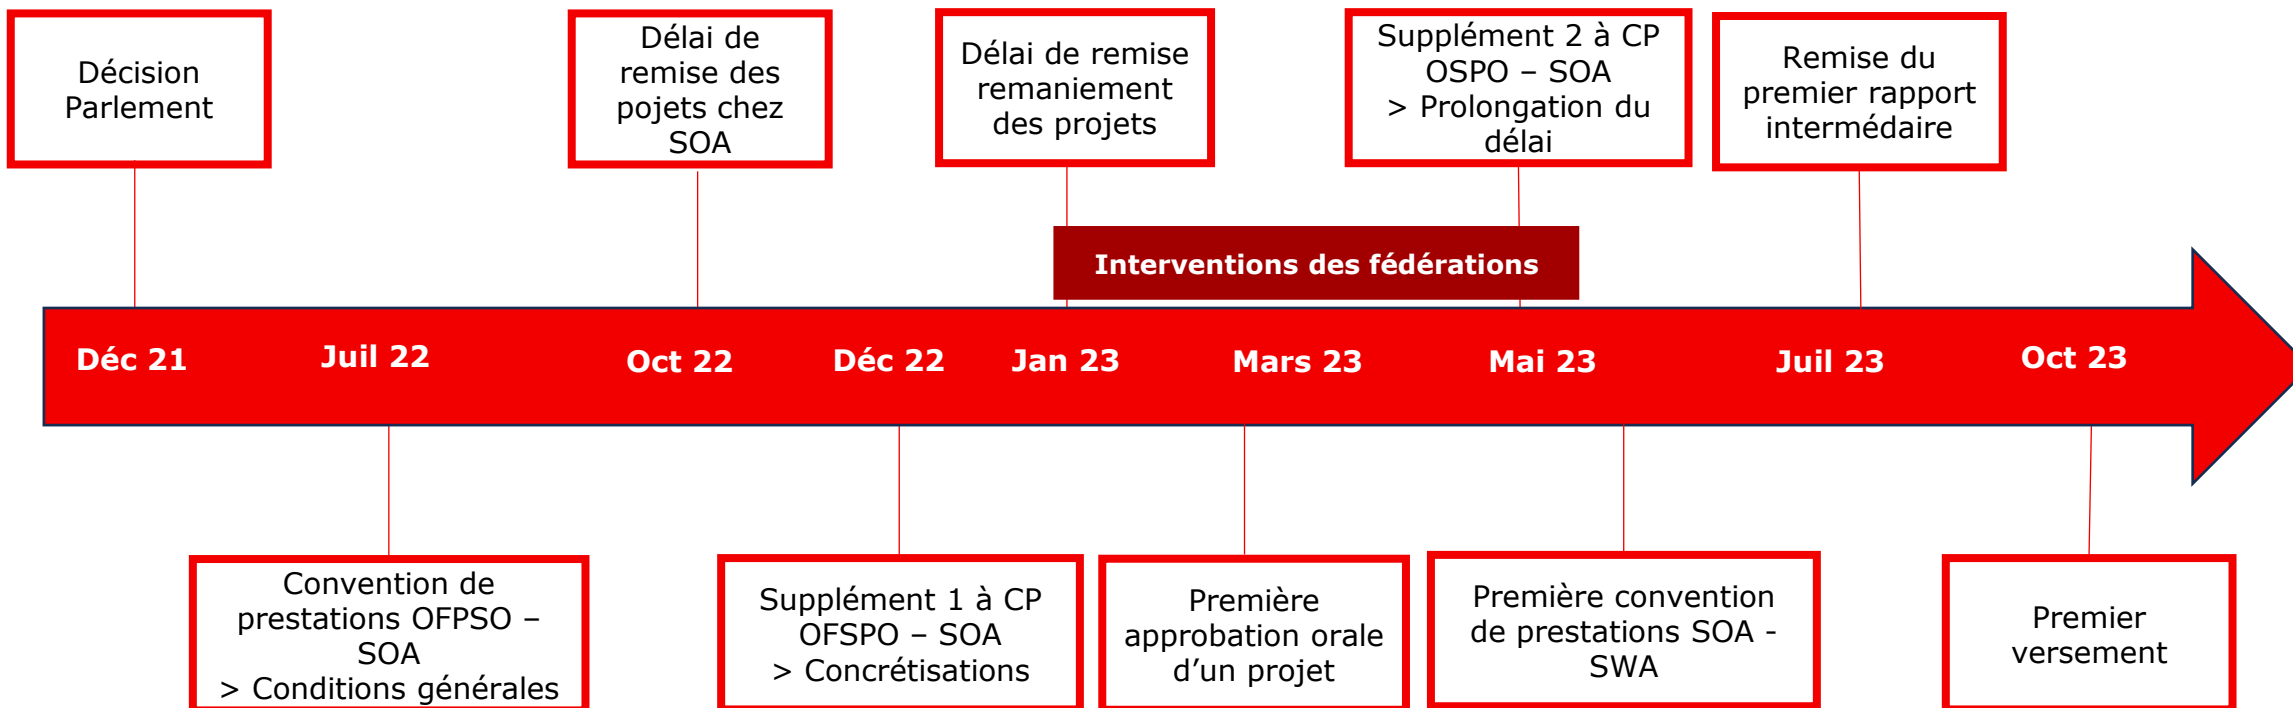 Décision
Parlement
Délai de
remise des
pojets chez
SOA
Délai de remise
remaniement
des projets
Supplément 2 à CP
OSPO – SOA
> Prolongation du
délai
Remise du
premier rapport
intermédaire
Interventions des fédérations
Déc 21
Juil 22
Oct 22
Déc 22
Jan 23
Mars 23
Mai 23
Juil 23
Oct 23
Convention de
prestations OFPSO –
SOA
> Conditions générales
Supplément 1 à CP
OFSPO – SOA
> Concrétisations
Première
approbation orale
d’un projet
Première convention
de prestations SOA -
SWA
Premier
versement